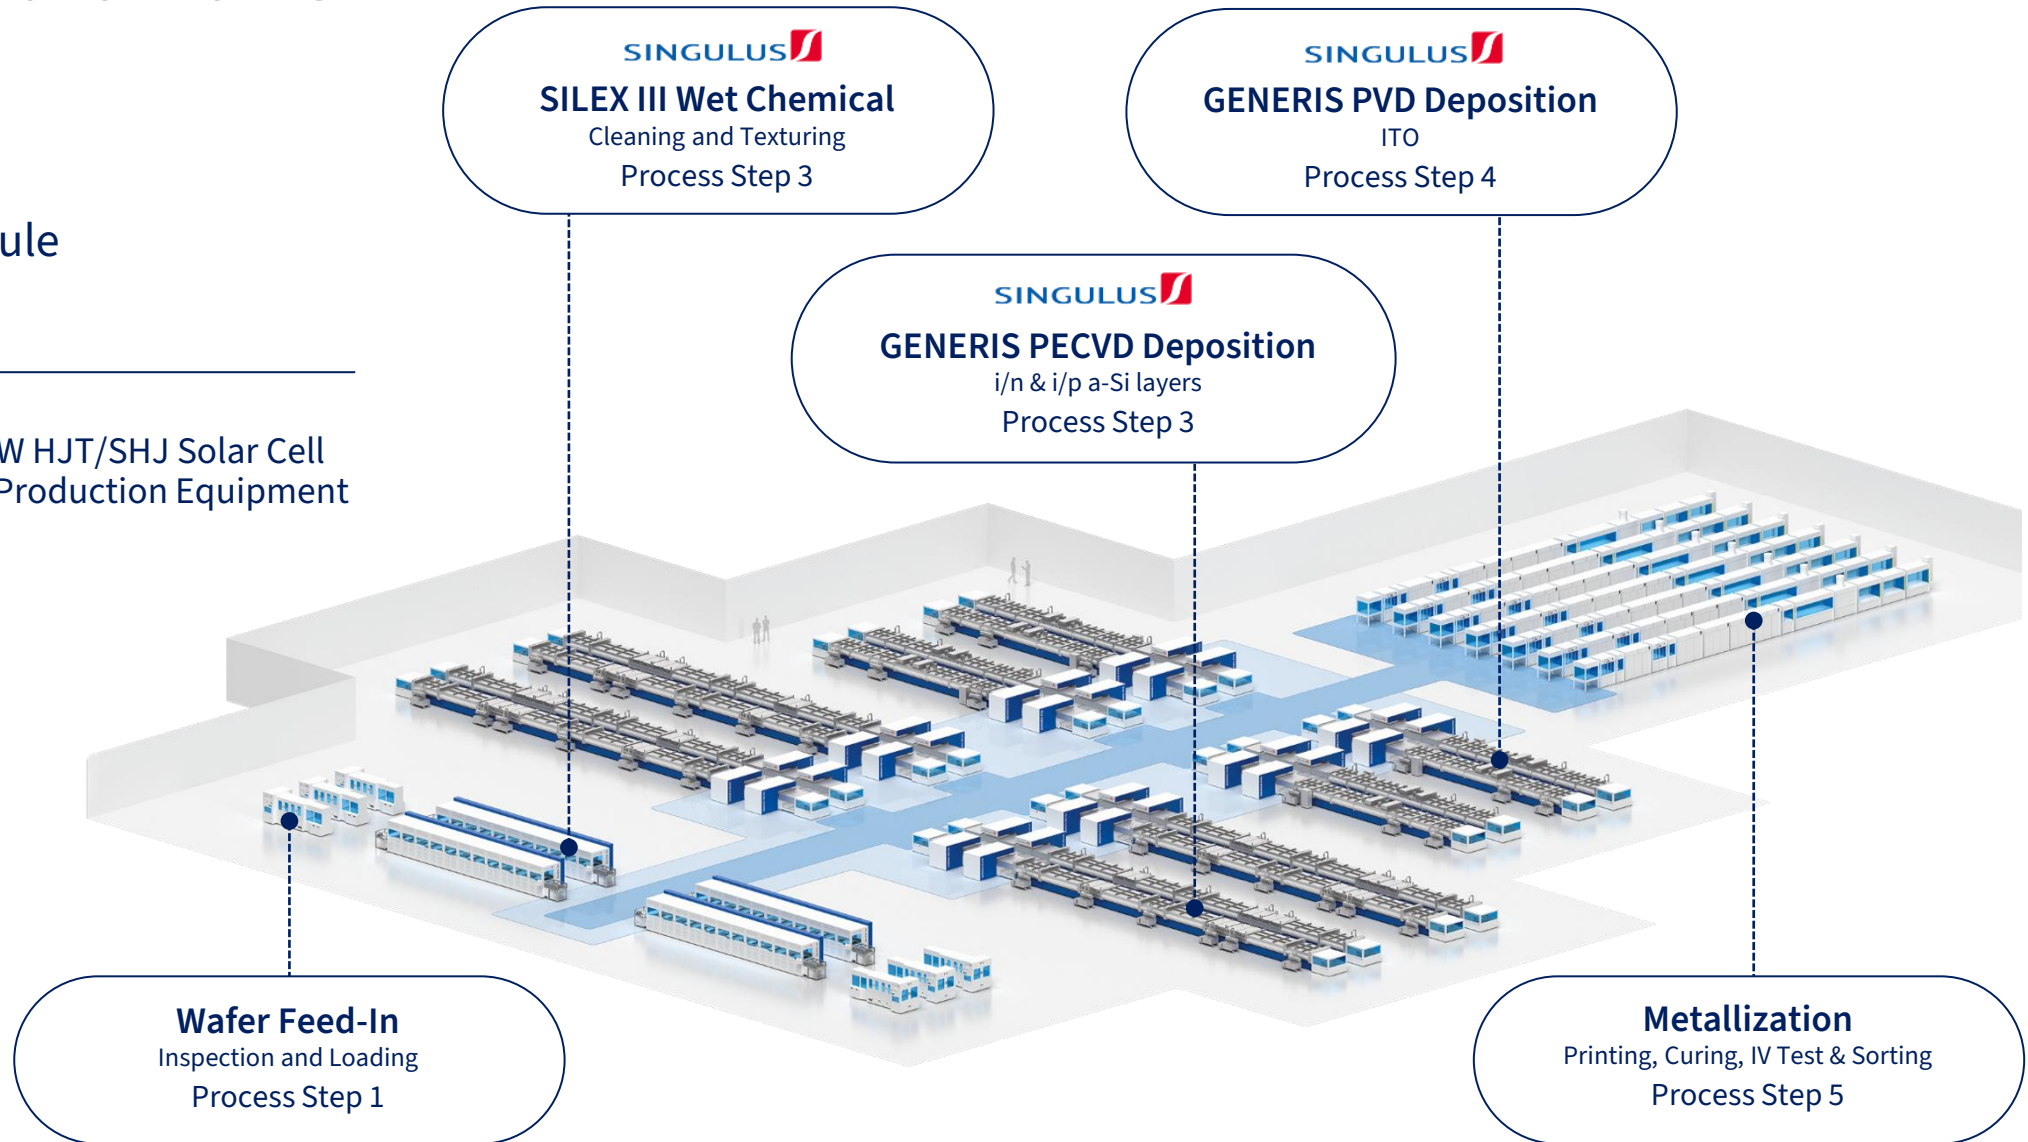 SINGULUS
SILEX III Wet Chemical
Cleaning and Texturing
Process Step 3
SINGULUS
GENERIS PVD Deposition
ITO
Process Step 4
ule
SINGULUS
GENERIS PECVD Deposition
i/n & i/p a-Si layers
Process Step 3
W HJT/SHJ Solar Cell
Production Equipment
Wafer Feed-In
Inspection and Loading
Process Step 1
Metallization
Printing, Curing, IV Test & Sorting
Process Step 5